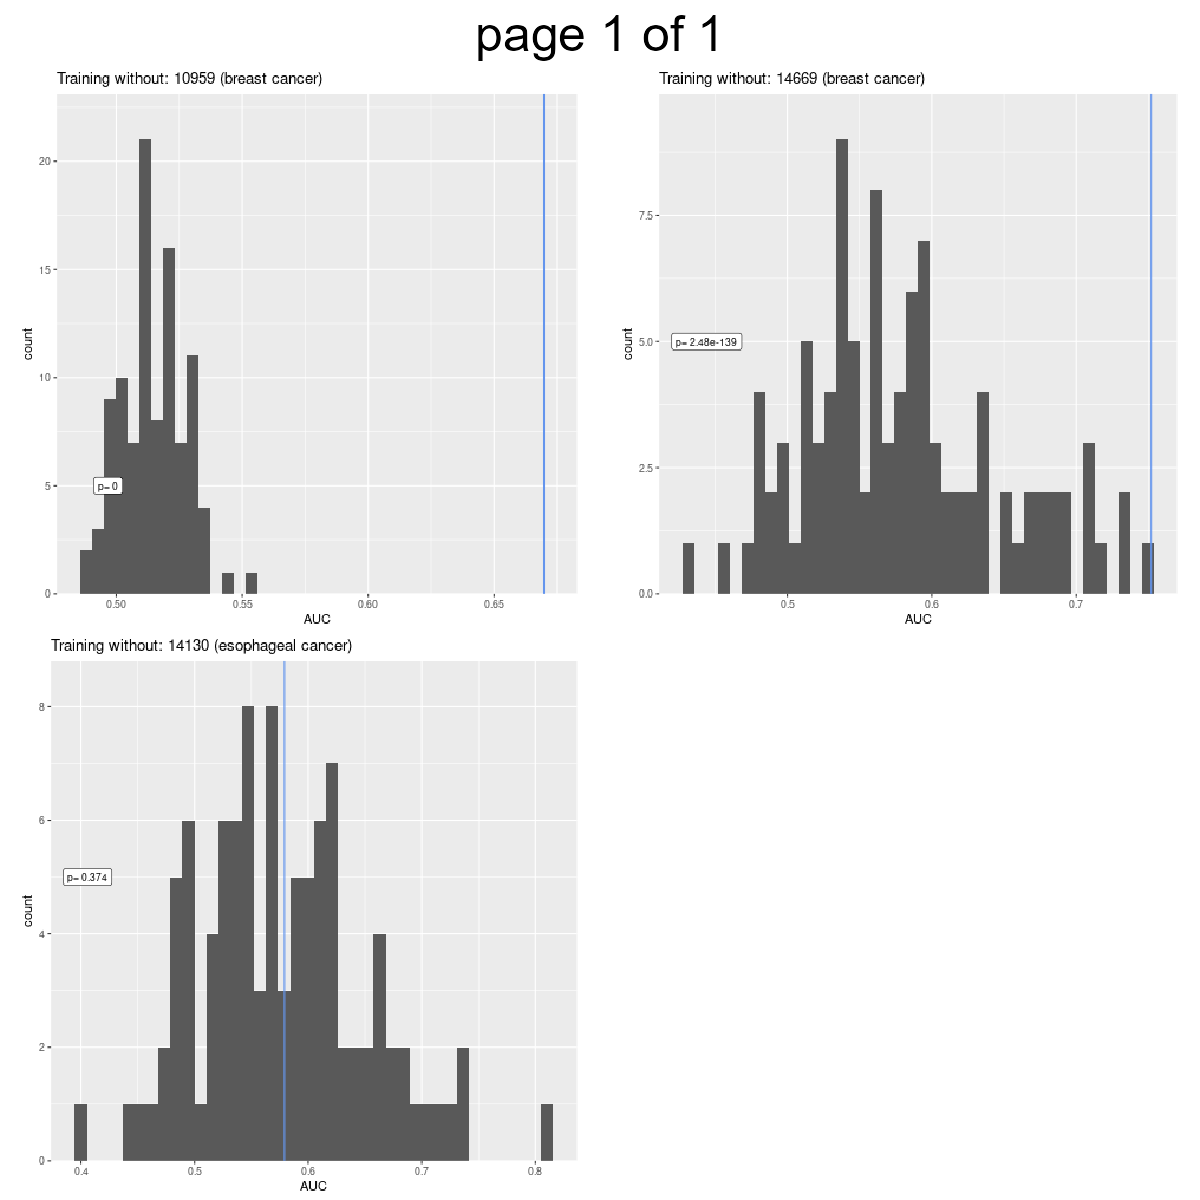 page 1 of 1
Training without: 10959 (breast cancer)
20
15
10
5
0
count
p= 0
0.50
0.55
0.60
0.65
AUC
Training without: 14669 (breast cancer)
7.5
5.0
2.5
0.0
count
p= 2.48e-139
0.5
0.6
0.7
AUC
Training without: 14130 (esophageal cancer)
8
6
4
2
0
count
p= 0.374
0.4
0.5
0.6
0.7
0.8
AUC